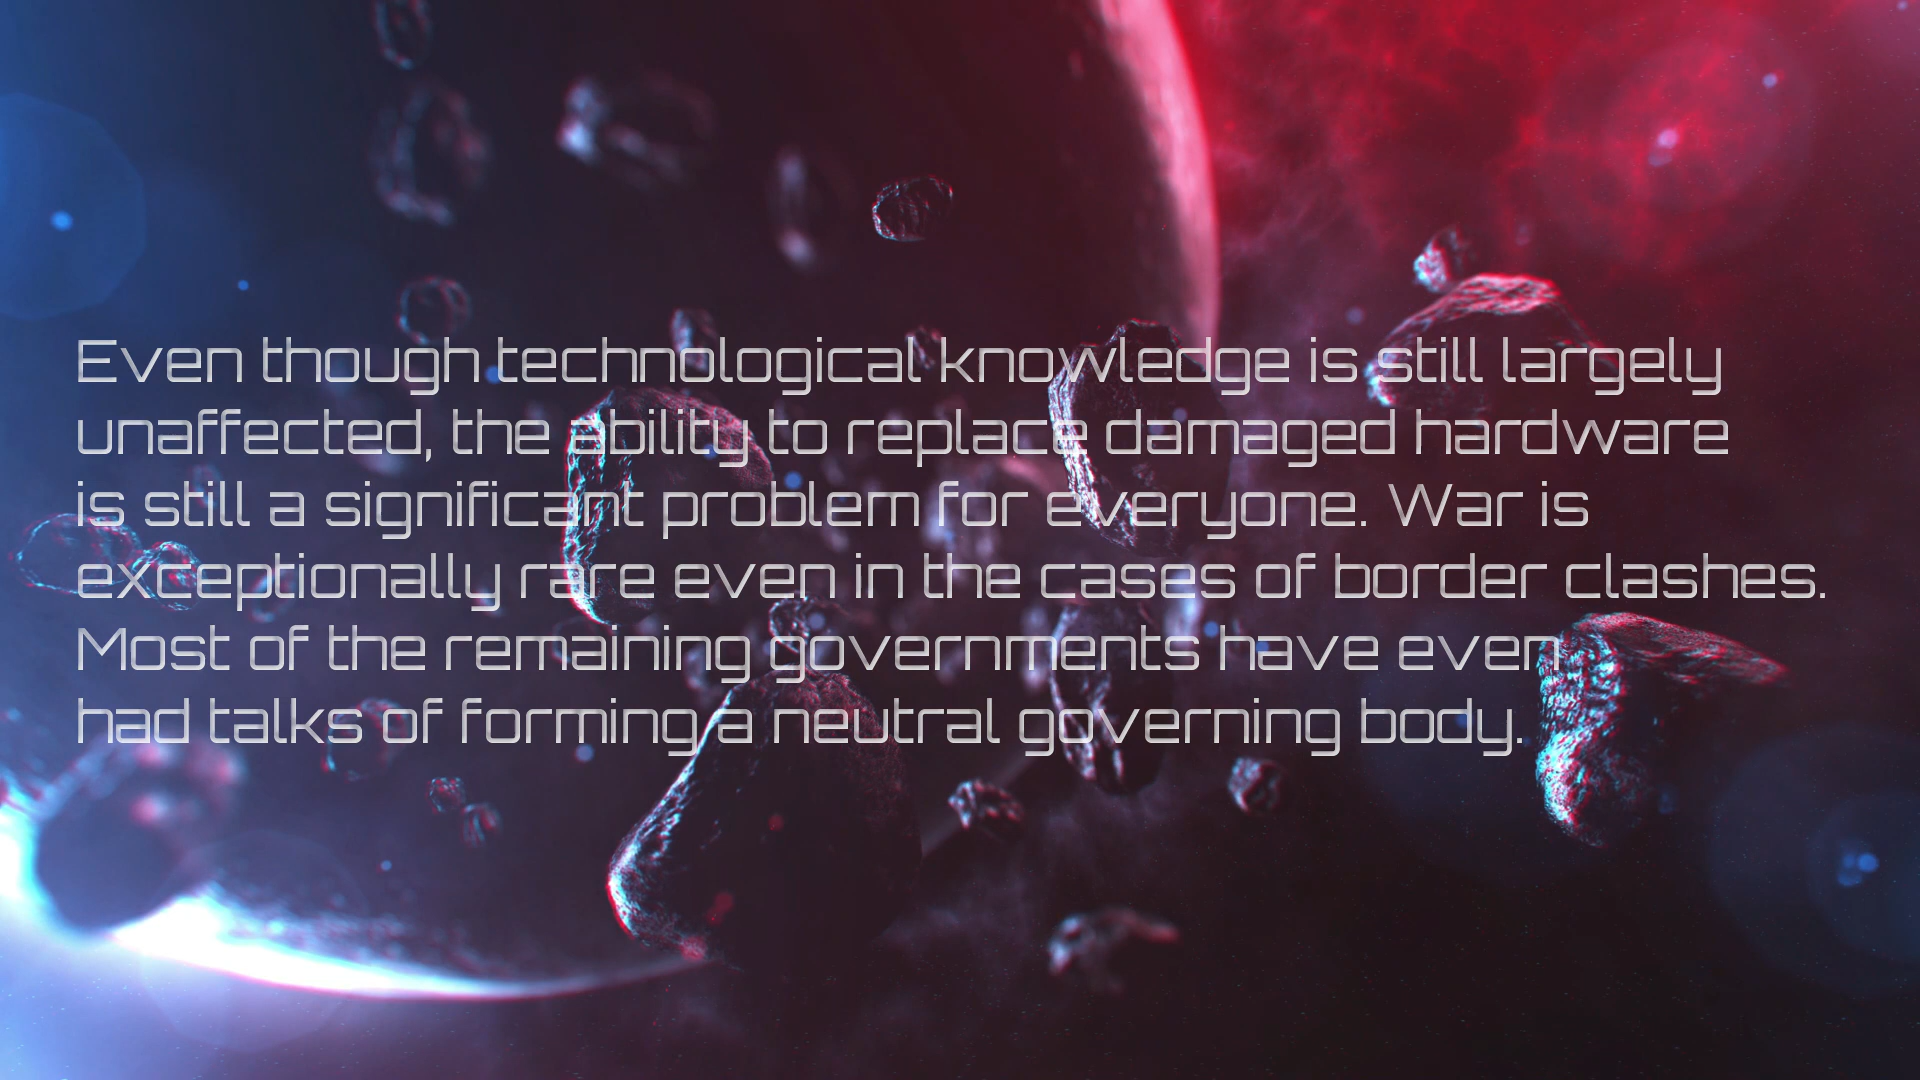 Even though technological knowledge is still largely
unaffected, the ability to replace damaged hardware
is still a significant problem for everyone. War is
exceptionally rare even in the cases of border clashes.
Most of the remaining governments have even
had talks of forming a neutral governing body.